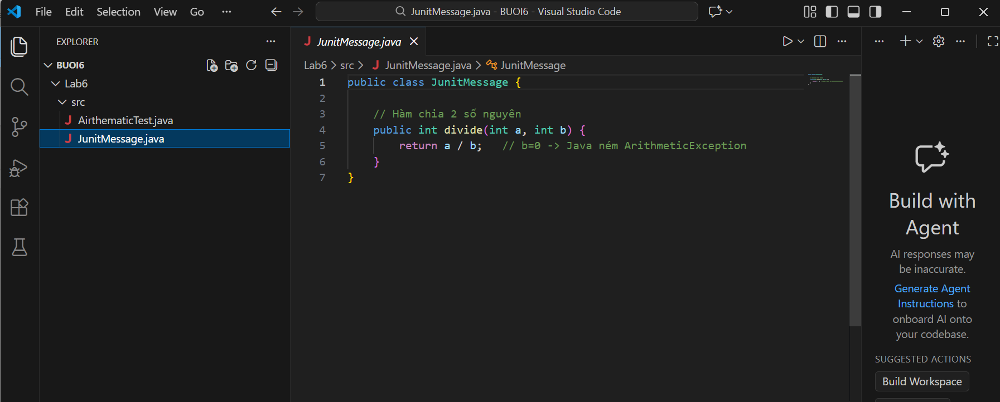 File Edit Selection View Go ··· JunitMessage.java - BUOI6 - Visual Studio Code
EXPLORER
BUOI6
Lab6
src
J AirthematicTest.java
J JunitMessage.java
J JunitMessage.java
Lab6 > src > J JunitMessage.java > JunitMessage
1 public class JunitMessage {
2
3 // Hàm chia 2 số nguyên
4 public int divide(int a, int b) {
5 return a / b; // b=0 -> Java ném ArithmeticException
6 }
7 }
Build with
Agent
AI responses may
be inaccurate.
Generate Agent
Instructions to
onboard AI onto
your codebase.
SUGGESTED ACTIONS
Build Workspace